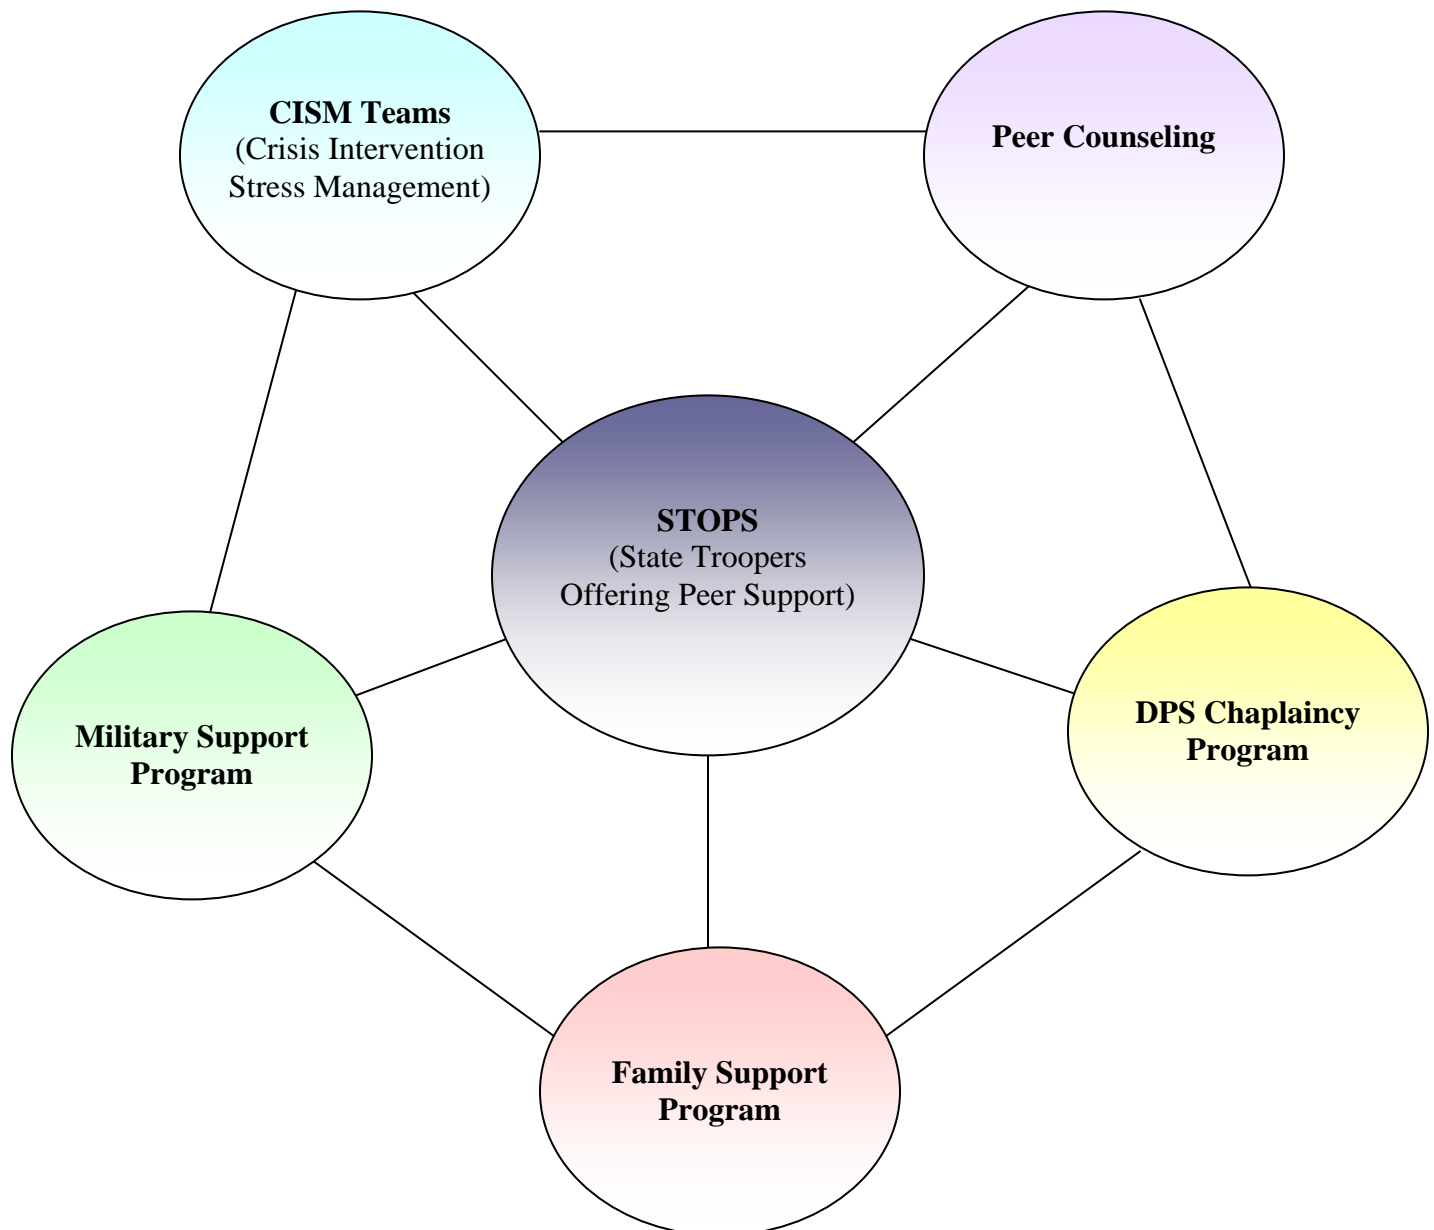 CISM Teams
(Crisis Intervention
Stress Management)
Peer Counseling
STOPS
(State Troopers
Offering Peer Support)
Military Support
Program
DPS Chaplaincy
Program
Family Support
Program